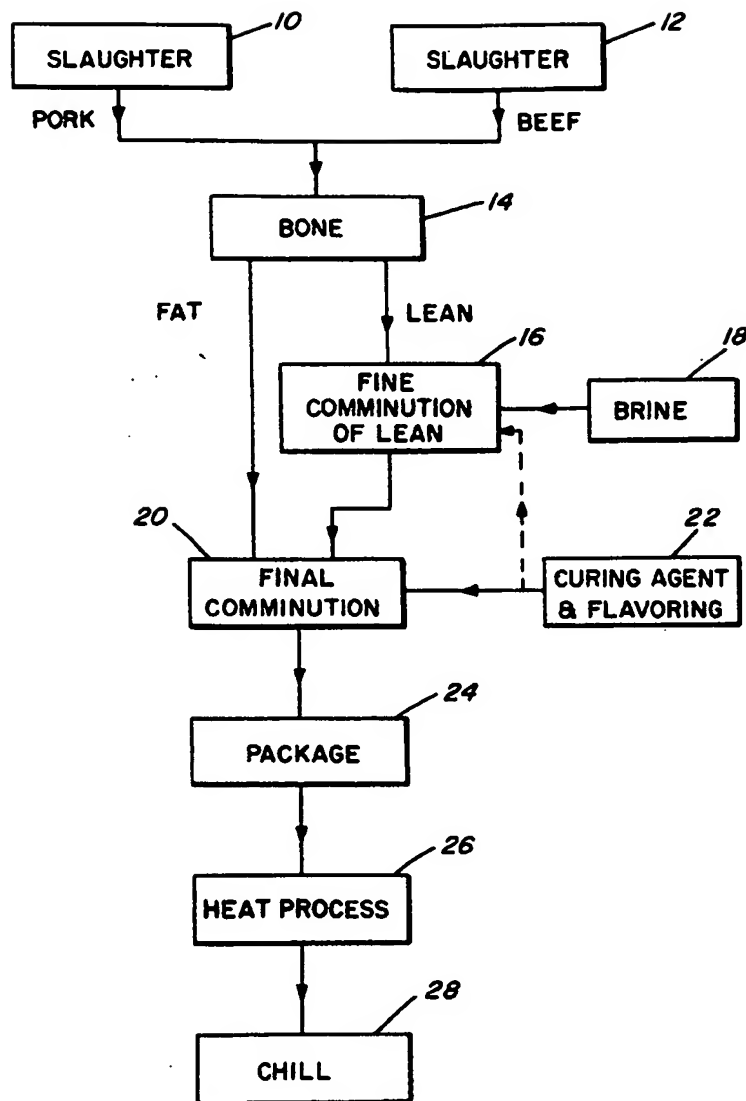 10
12
SLAUGHTER
SLAUGHTER
PORK
BEEF
14
BONE
FAT
LEAN
16
18
FINE
COMMINUTION
OF LEAN
BRINE
20
22
FINAL
COMMINUTION
CURING AGENT
& FLAVORING
24
PACKAGE
26
HEAT PROCESS
28
CHILL